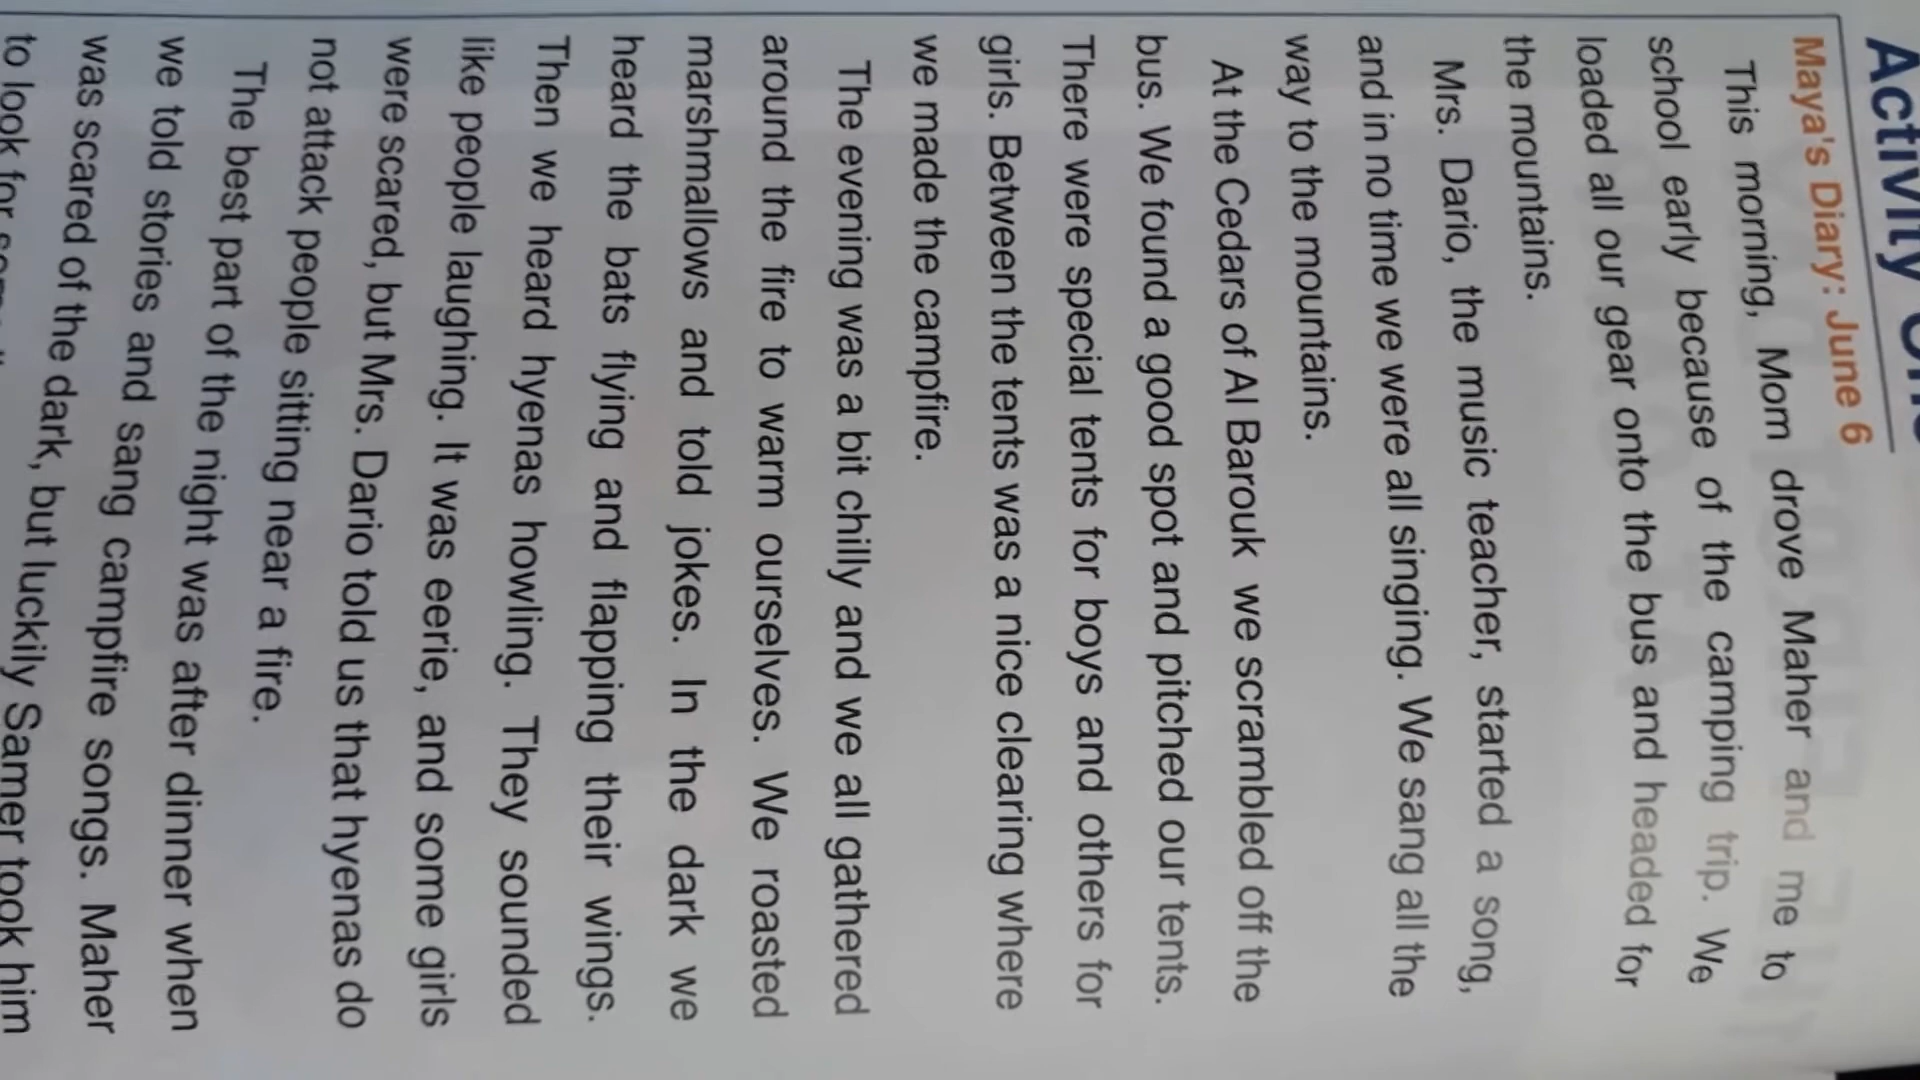 Activity One
Maya's Diary: June 6
This morning, Mom drove Maher and me to
school early because of the camping trip. We
loaded all our gear onto the bus and headed for
the mountains.
Mrs. Dario, the music teacher, started a song,
and in no time we were all singing. We sang all the
way to the mountains.
At the Cedars of Al Barouk we scrambled off the
bus. We found a good spot and pitched our tents.
There were special tents for boys and others for
girls. Between the tents was a nice clearing where
we made the campfire.
The evening was a bit chilly and we all gathered
around the fire to warm ourselves. We roasted
marshmallows and told jokes. In the dark we
heard the bats flying and flapping their wings.
Then we heard hyenas howling. They sounded
like people laughing. It was eerie, and some girls
were scared, but Mrs. Dario told us that hyenas do
not attack people sitting near a fire.
The best part of the night was after dinner when
we told stories and sang campfire songs. Maher
was scared of the dark, but luckily Samer took him
to look for